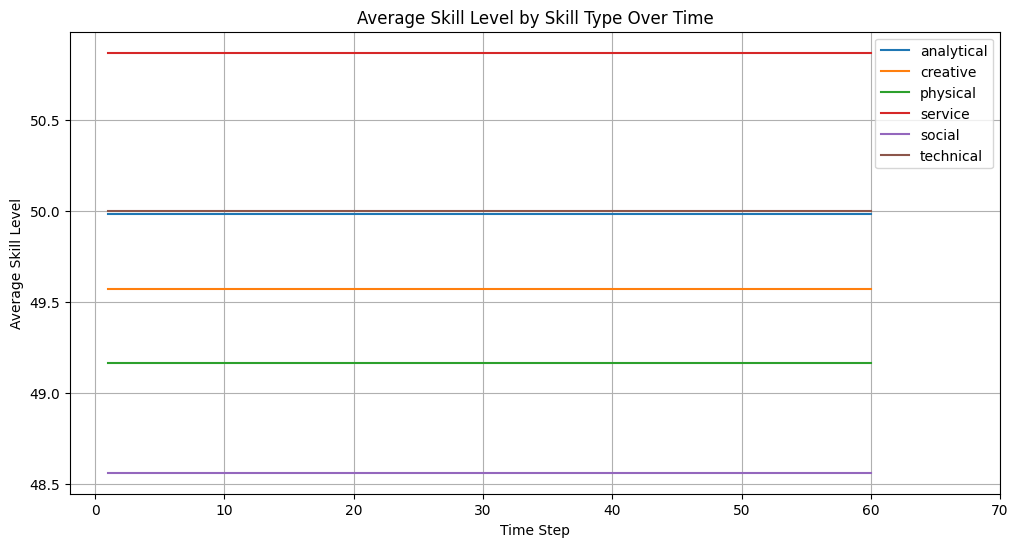 Average Skill Level by Skill Type Over Time
analytical
creative
physical
service
social
technical
50.5
50.0
49.5
49.0
48.5
Average Skill Level
0 10 20 30 40 50 60 70
Time Step